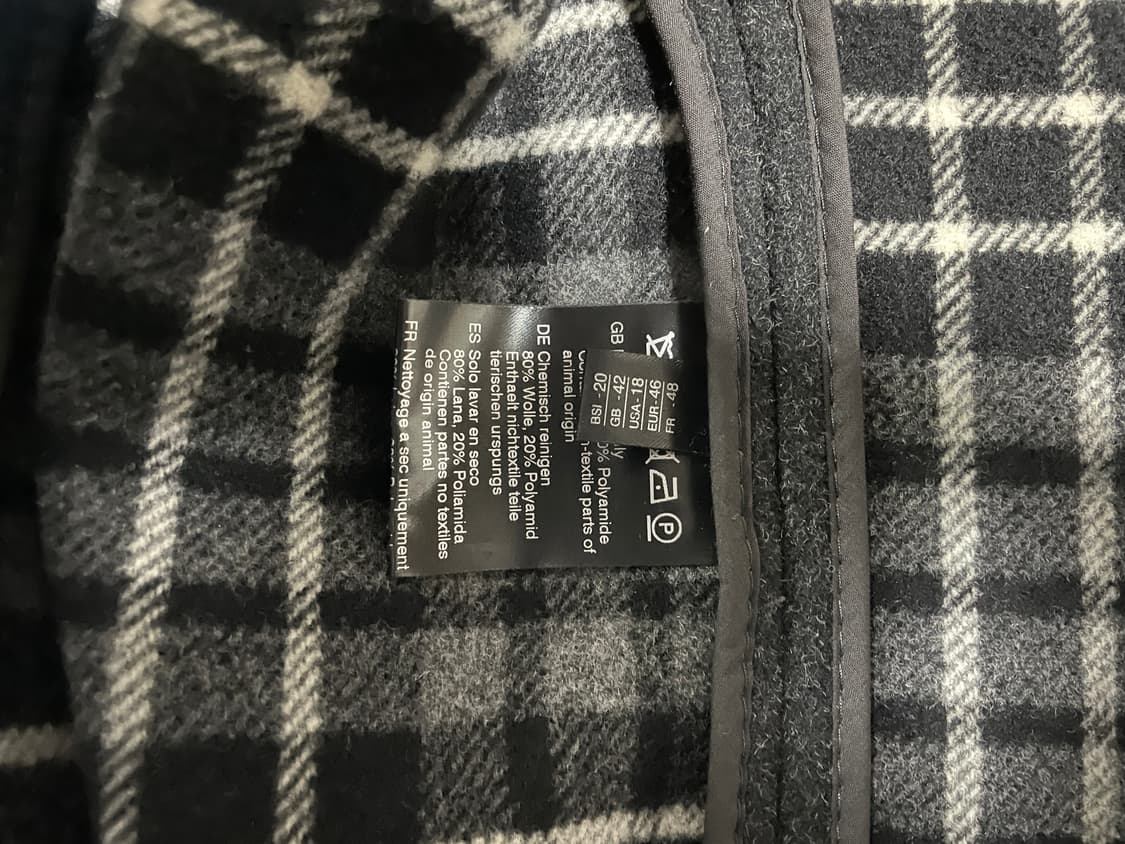 BSI - 20
GB -42
USA- 18
EUR-46
FR -48
P
GB
0% Polyamide
-textile parts of
animal origin
DE Chemisch reinigen
80% Wolle, 20% Polyamid
Enthaelt nichtextile teile
tierischen urspungs
ES Solo lavar en seco
80% Lana, 20% Poliamida
Contienen partes no textiles
de origin animal
FR Nettoyage a sec uniquement